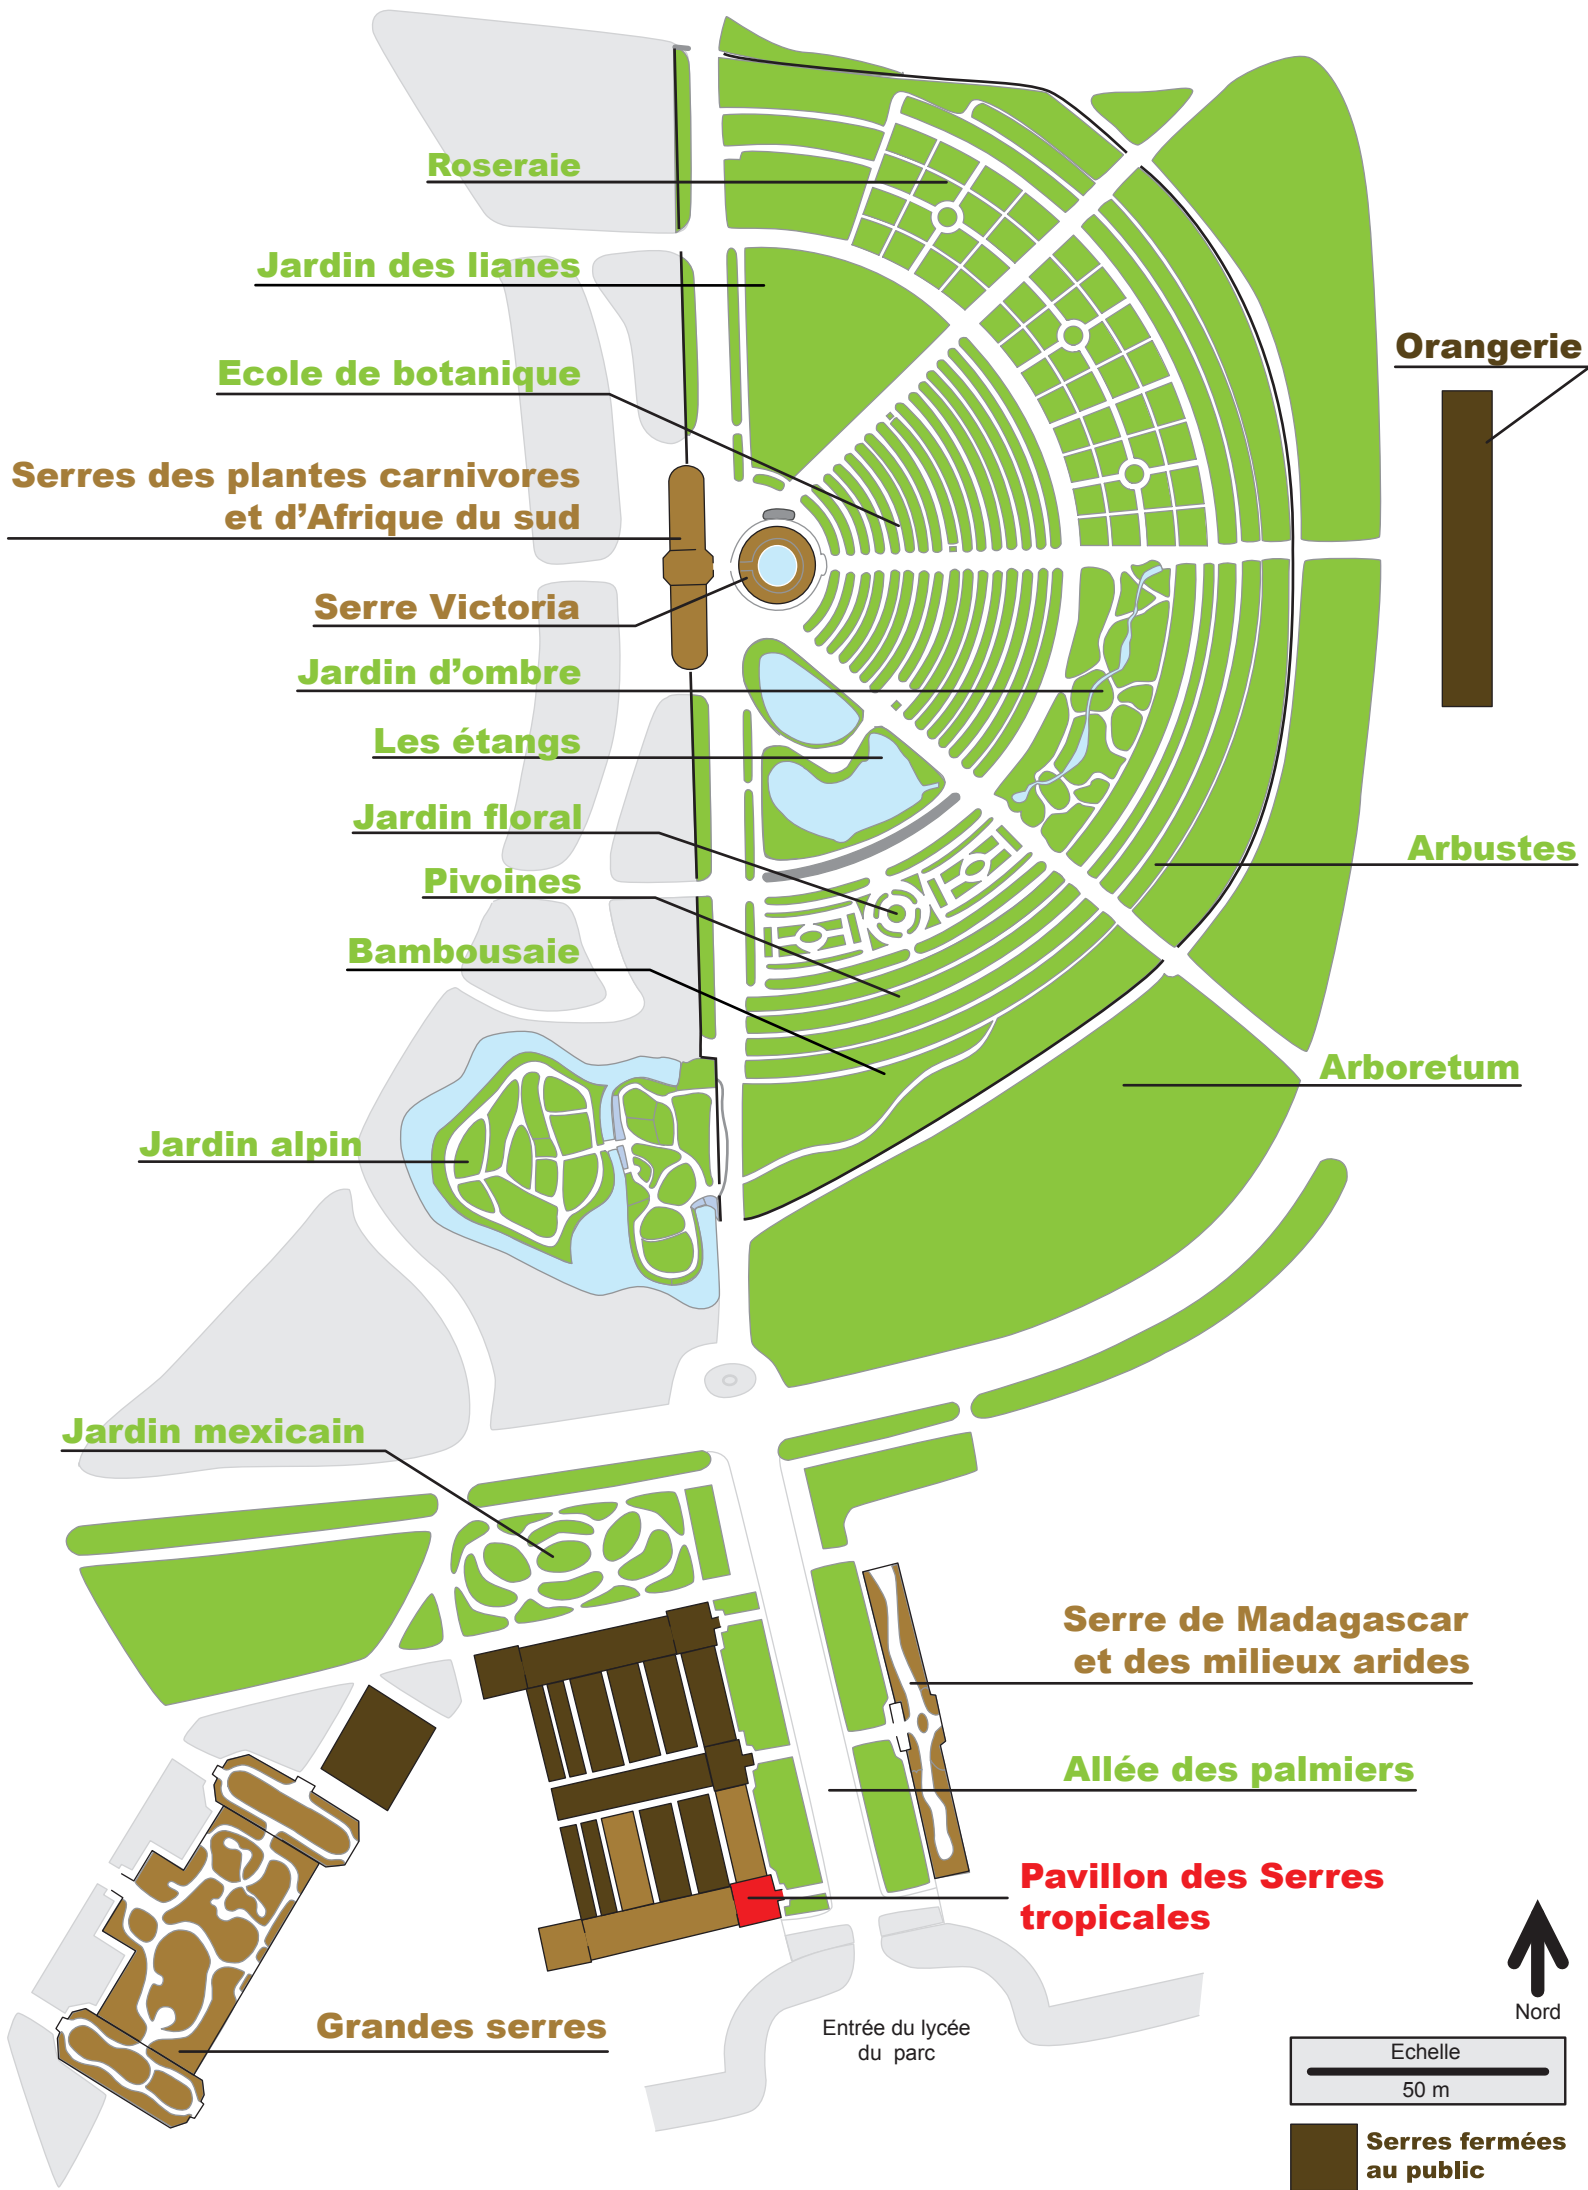 Roseraie
Jardin des lianes
Orangerie
Ecole de botanique
Serres des plantes carnivores
et d’Afrique du sud
Serre Victoria
Jardin d’ombre
Les étangs
Jardin floral
Arbustes
Pivoines
Bambousaie
Arboretum
Jardin alpin
Jardin mexicain
Serre de Madagascar
et des milieux arides
Allée des palmiers
Pavillon des Serres
tropicales
Grandes serres
Entrée du lycée
du parc
Nord
Echelle
50 m
Serres fermées
au public